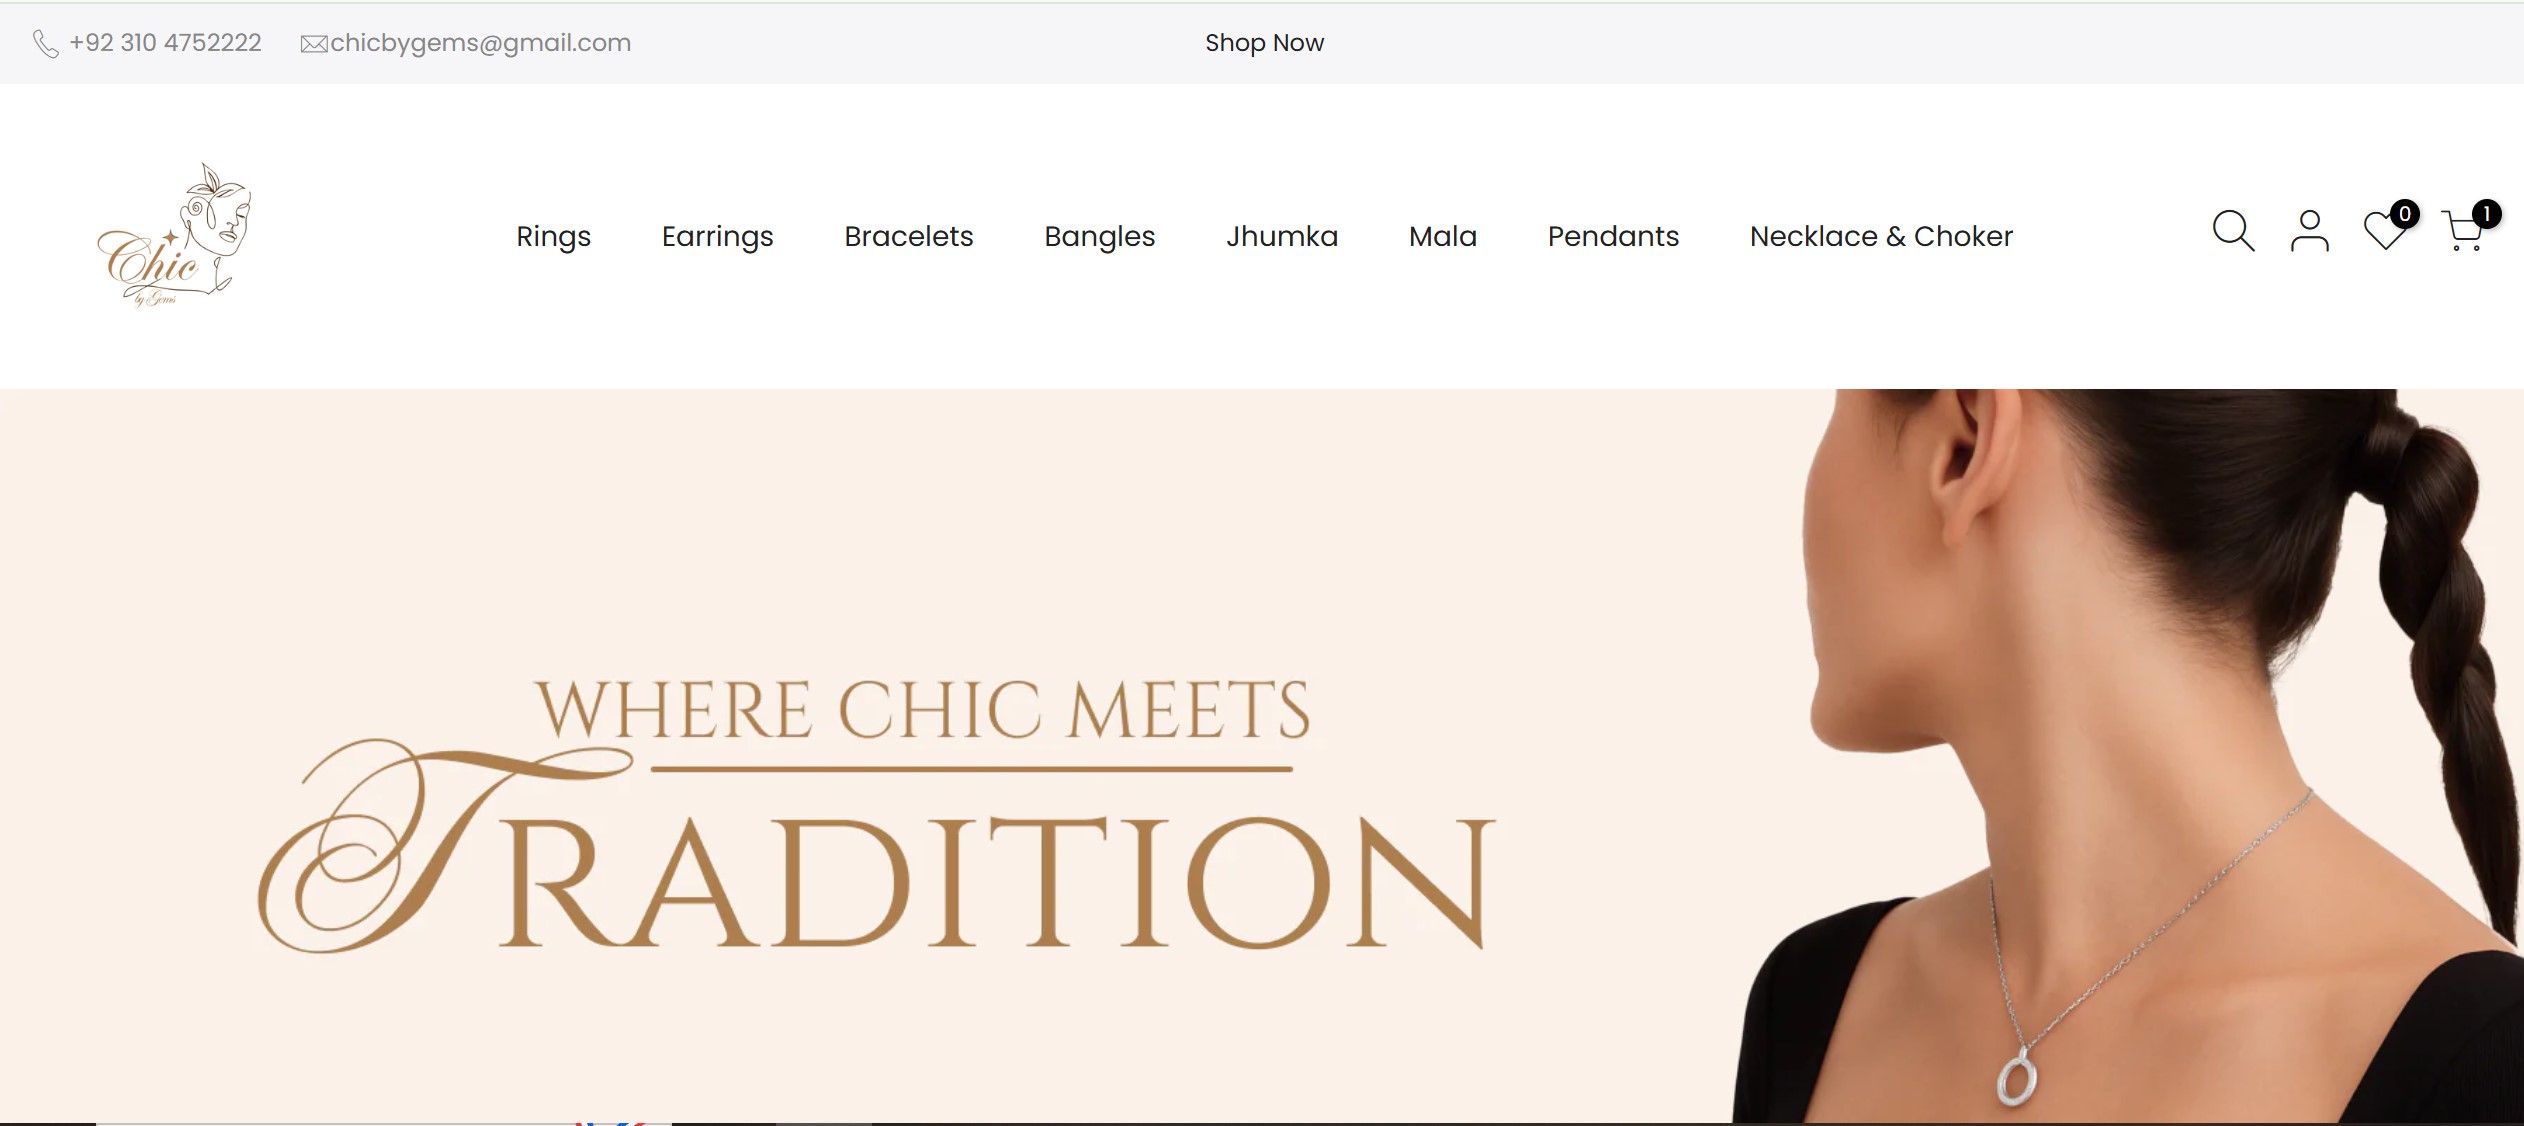 +92 310 4752222 chicbygems@gmail.com Shop Now
Chic
by Gems
Rings Earrings Bracelets Bangles Jhumka Mala Pendants Necklace & Choker 0 1
WHERE CHIC MEETS
TRADITION